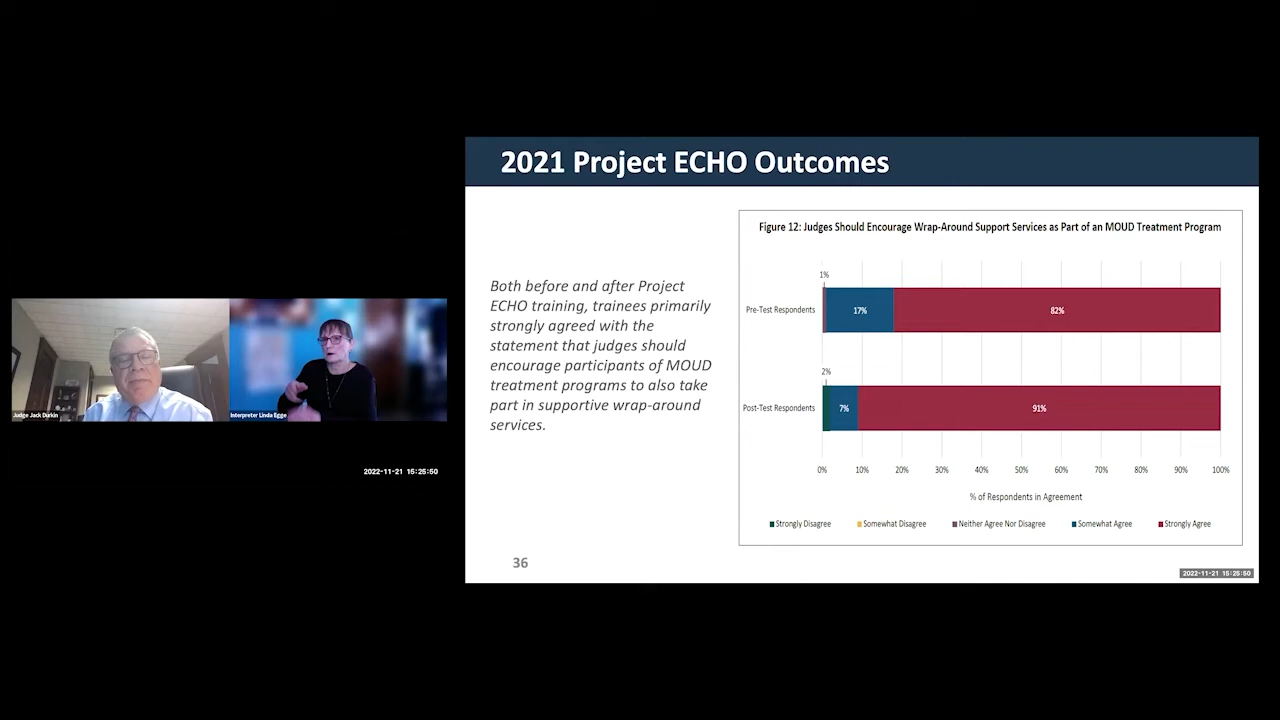 2021 Project ECHO Outcomes
Both before and after Project
ECHO training, trainees primarily
strongly agreed with the
statement that judges should
encourage participants of MOUD
treatment programs to also take
part in supportive wrap-around
services.
Figure 12: Judges Should Encourage Wrap-Around Support Services as Part of an MOUD Treatment Program
1%
Pre-Test Respondents
17%
82%
2%
Post-Test Respondents
7%
91%
0% 10% 20% 30% 40% 50% 60% 70% 80% 90% 100%
% of Respondents in Agreement
Strongly Disagree Somewhat Disagree Neither Agree Nor Disagree Somewhat Agree Strongly Agree
36
2022-11-21 15:25:50
Judge Jack Durkin
Interpreter Linda Egge
2022-11-21 15:25:50